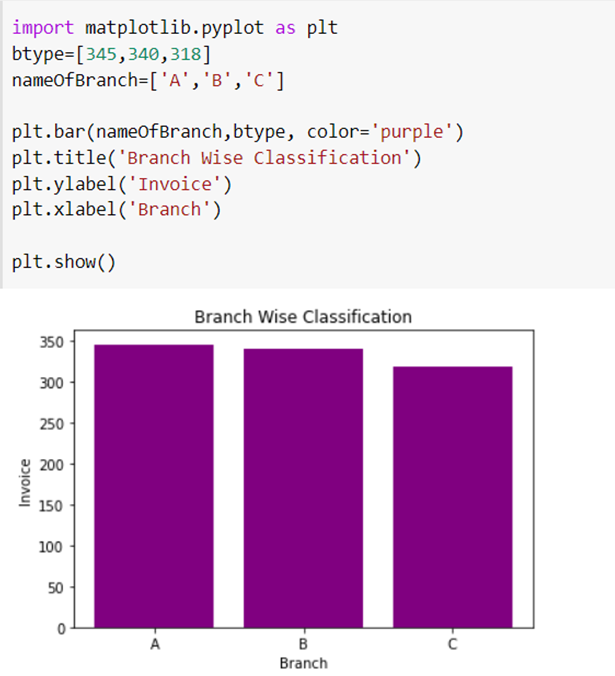 import matplotlib.pyplot as plt
btype=[345,340,318]
nameOfBranch=['A','B','C']
plt.bar(nameOfBranch,btype, color='purple')
plt.title('Branch Wise Classification')
plt.ylabel('Invoice')
plt.xlabel('Branch')
plt.show()
Branch Wise Classification
350
300
250
200
150
100
50
0
Invoice
A B C
Branch